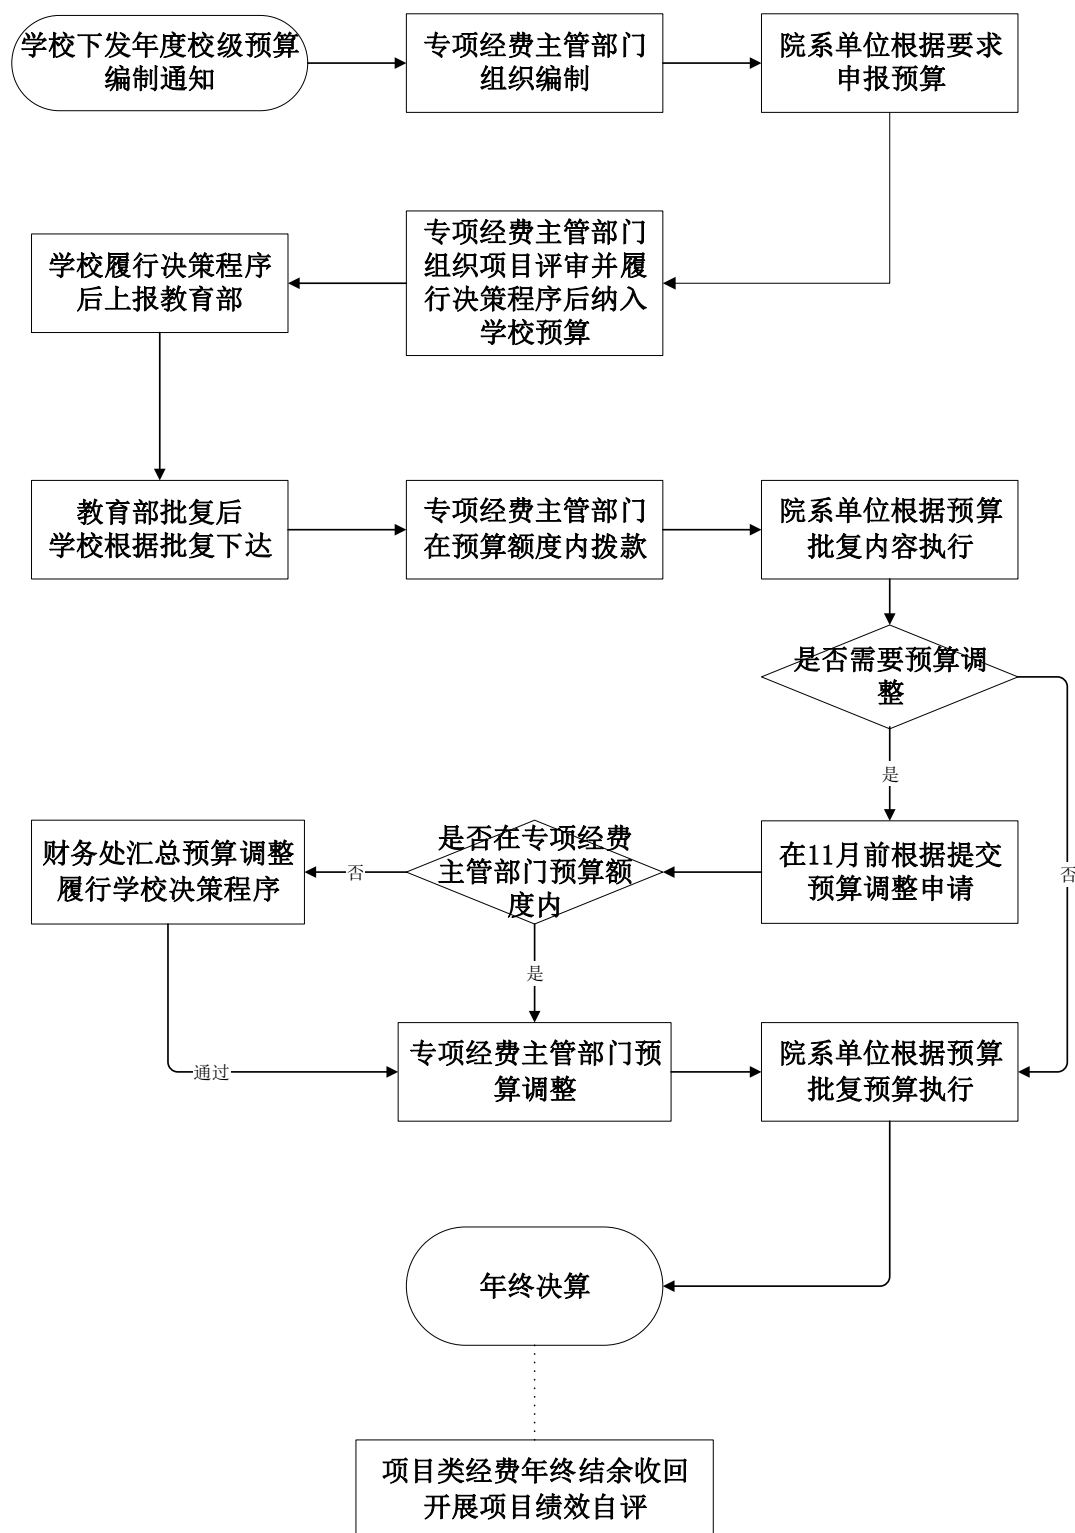 学校下发年度校级预算
编制通知
专项经费主管部门
组织编制
院系单位根据要求
申报预算
专项经费主管部门
组织项目评审并履
行决策程序后纳入
学校预算
学校履行决策程序
后上报教育部
教育部批复后
学校根据批复下达
专项经费主管部门
在预算额度内拨款
院系单位根据预算
批复内容执行
是否需要预算调
整
是
否
在11月前根据提交
预算调整申请
是否在专项经费
主管部门预算额
度内
否
财务处汇总预算调整
履行学校决策程序
是
通过
专项经费主管部门预
算调整
院系单位根据预算
批复预算执行
年终决算
项目类经费年终结余收回
开展项目绩效自评